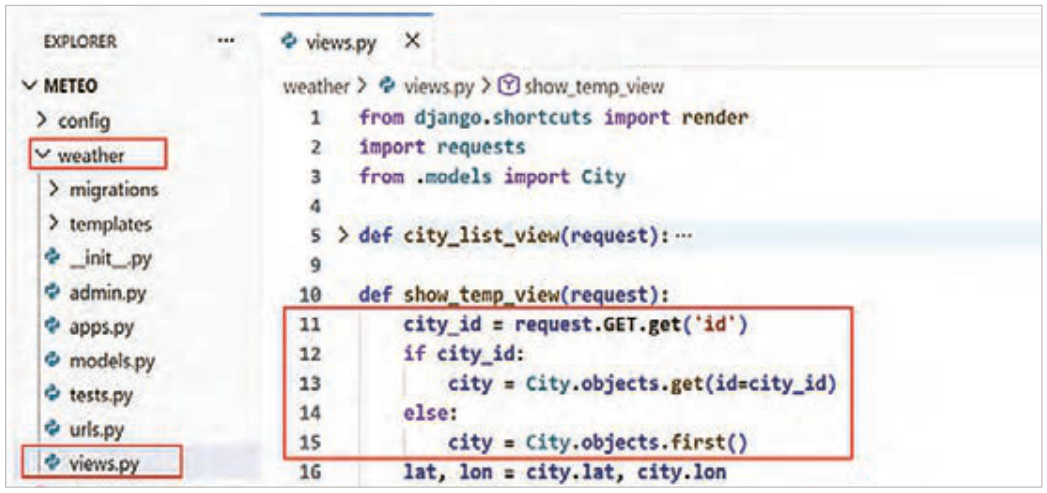 EXPLORER ...
METEO
> config
weather
> migrations
> templates
__init__.py
admin.py
apps.py
models.py
tests.py
urls.py
views.py
views.py ×
weather > views.py > show_temp_view
1 from django.shortcuts import render
2 import requests
3 from .models import City
4
5 > def city_list_view(request): ...
9
10 def show_temp_view(request):
11 city_id = request.GET.get('id')
12 if city_id:
13 city = City.objects.get(id=city_id)
14 else:
15 city = City.objects.first()
16 lat, lon = city.lat, city.lon